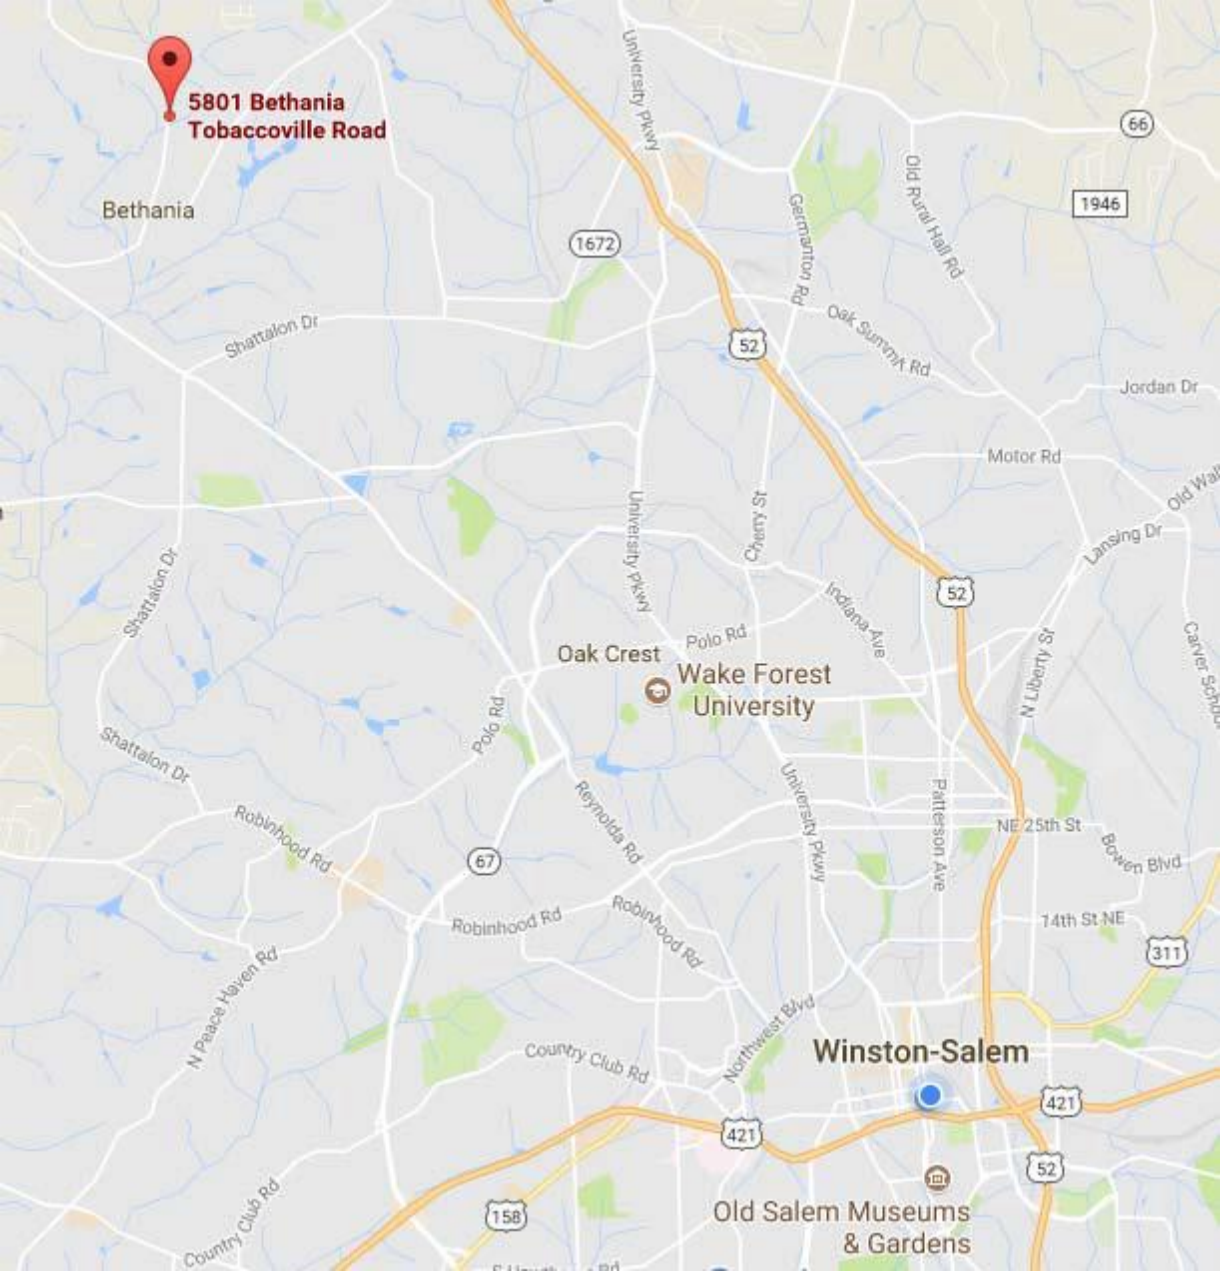 University Pkwy
5801 Bethania
Tobaccoville Road
66
Old Rural Hall Rd
1946
Bethania
Germanton Rd
1672
Shattalon Dr
Oak Summit Rd
52
Jordan Dr
Motor Rd
University Pkwy
Cherry St
Lansing Dr
Shattalon Dr
52
Indiana Ave
Polo Rd
Oak Crest
N Liberty St
Wake Forest
University
Polo Rd
Shattalon Dr
Reynolda Rd
University Pkwy
Patterson Ave
Robinhood Rd
NE 25th St
Bowen Blvd
67
Robinhood Rd
Robinhood Rd
14th St NE
311
N Peace Haven Rd
Northwest Blvd
Country Club Rd
Winston-Salem
421
421
52
158
Country Club Rd
Old Salem Museums
& Gardens